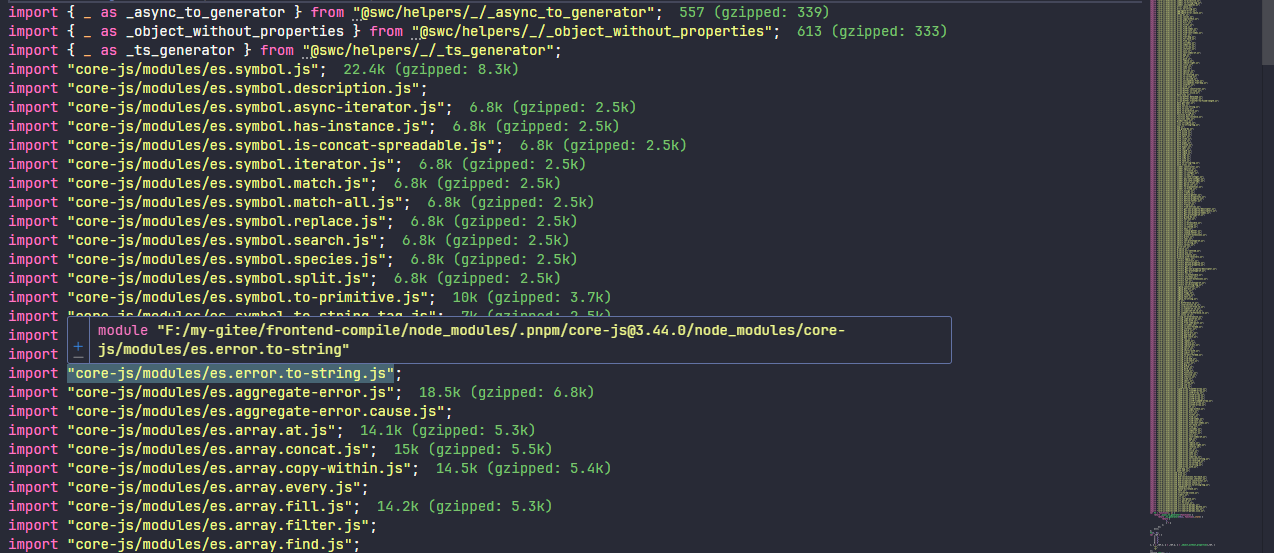 import { _ as _async_to_generator } from "@swc/helpers/_/_async_to_generator"; 557 (gzipped: 339)
import { _ as _object_without_properties } from "@swc/helpers/_/_object_without_properties"; 613 (gzipped: 333)
import { _ as _ts_generator } from "@swc/helpers/_/_ts_generator";
import "core-js/modules/es.symbol.js"; 22.4k (gzipped: 8.3k)
import "core-js/modules/es.symbol.description.js";
import "core-js/modules/es.symbol.async-iterator.js"; 6.8k (gzipped: 2.5k)
import "core-js/modules/es.symbol.has-instance.js"; 6.8k (gzipped: 2.5k)
import "core-js/modules/es.symbol.is-concat-spreadable.js"; 6.8k (gzipped: 2.5k)
import "core-js/modules/es.symbol.iterator.js"; 6.8k (gzipped: 2.5k)
import "core-js/modules/es.symbol.match.js"; 6.8k (gzipped: 2.5k)
import "core-js/modules/es.symbol.match-all.js"; 6.8k (gzipped: 2.5k)
import "core-js/modules/es.symbol.replace.js"; 6.8k (gzipped: 2.5k)
import "core-js/modules/es.symbol.search.js"; 6.8k (gzipped: 2.5k)
import "core-js/modules/es.symbol.species.js"; 6.8k (gzipped: 2.5k)
import "core-js/modules/es.symbol.split.js"; 6.8k (gzipped: 2.5k)
import "core-js/modules/es.symbol.to-primitive.js"; 10k (gzipped: 3.7k)
import "core-js/modules/es.symbol.to-string-tag.js"; 7k (gzipped: 2.5k)
import
module "F:/my-gitee/frontend-compile/node_modules/.pnpm/core-js@3.44.0/node_modules/core-
import
js/modules/es.error.to-string"
import "core-js/modules/es.error.to-string.js";
import "core-js/modules/es.aggregate-error.js"; 18.5k (gzipped: 6.8k)
import "core-js/modules/es.aggregate-error.cause.js";
import "core-js/modules/es.array.at.js"; 14.1k (gzipped: 5.3k)
import "core-js/modules/es.array.concat.js"; 15k (gzipped: 5.5k)
import "core-js/modules/es.array.copy-within.js"; 14.5k (gzipped: 5.4k)
import "core-js/modules/es.array.every.js";
import "core-js/modules/es.array.fill.js"; 14.2k (gzipped: 5.3k)
import "core-js/modules/es.array.filter.js";
import "core-js/modules/es.array.find.js";